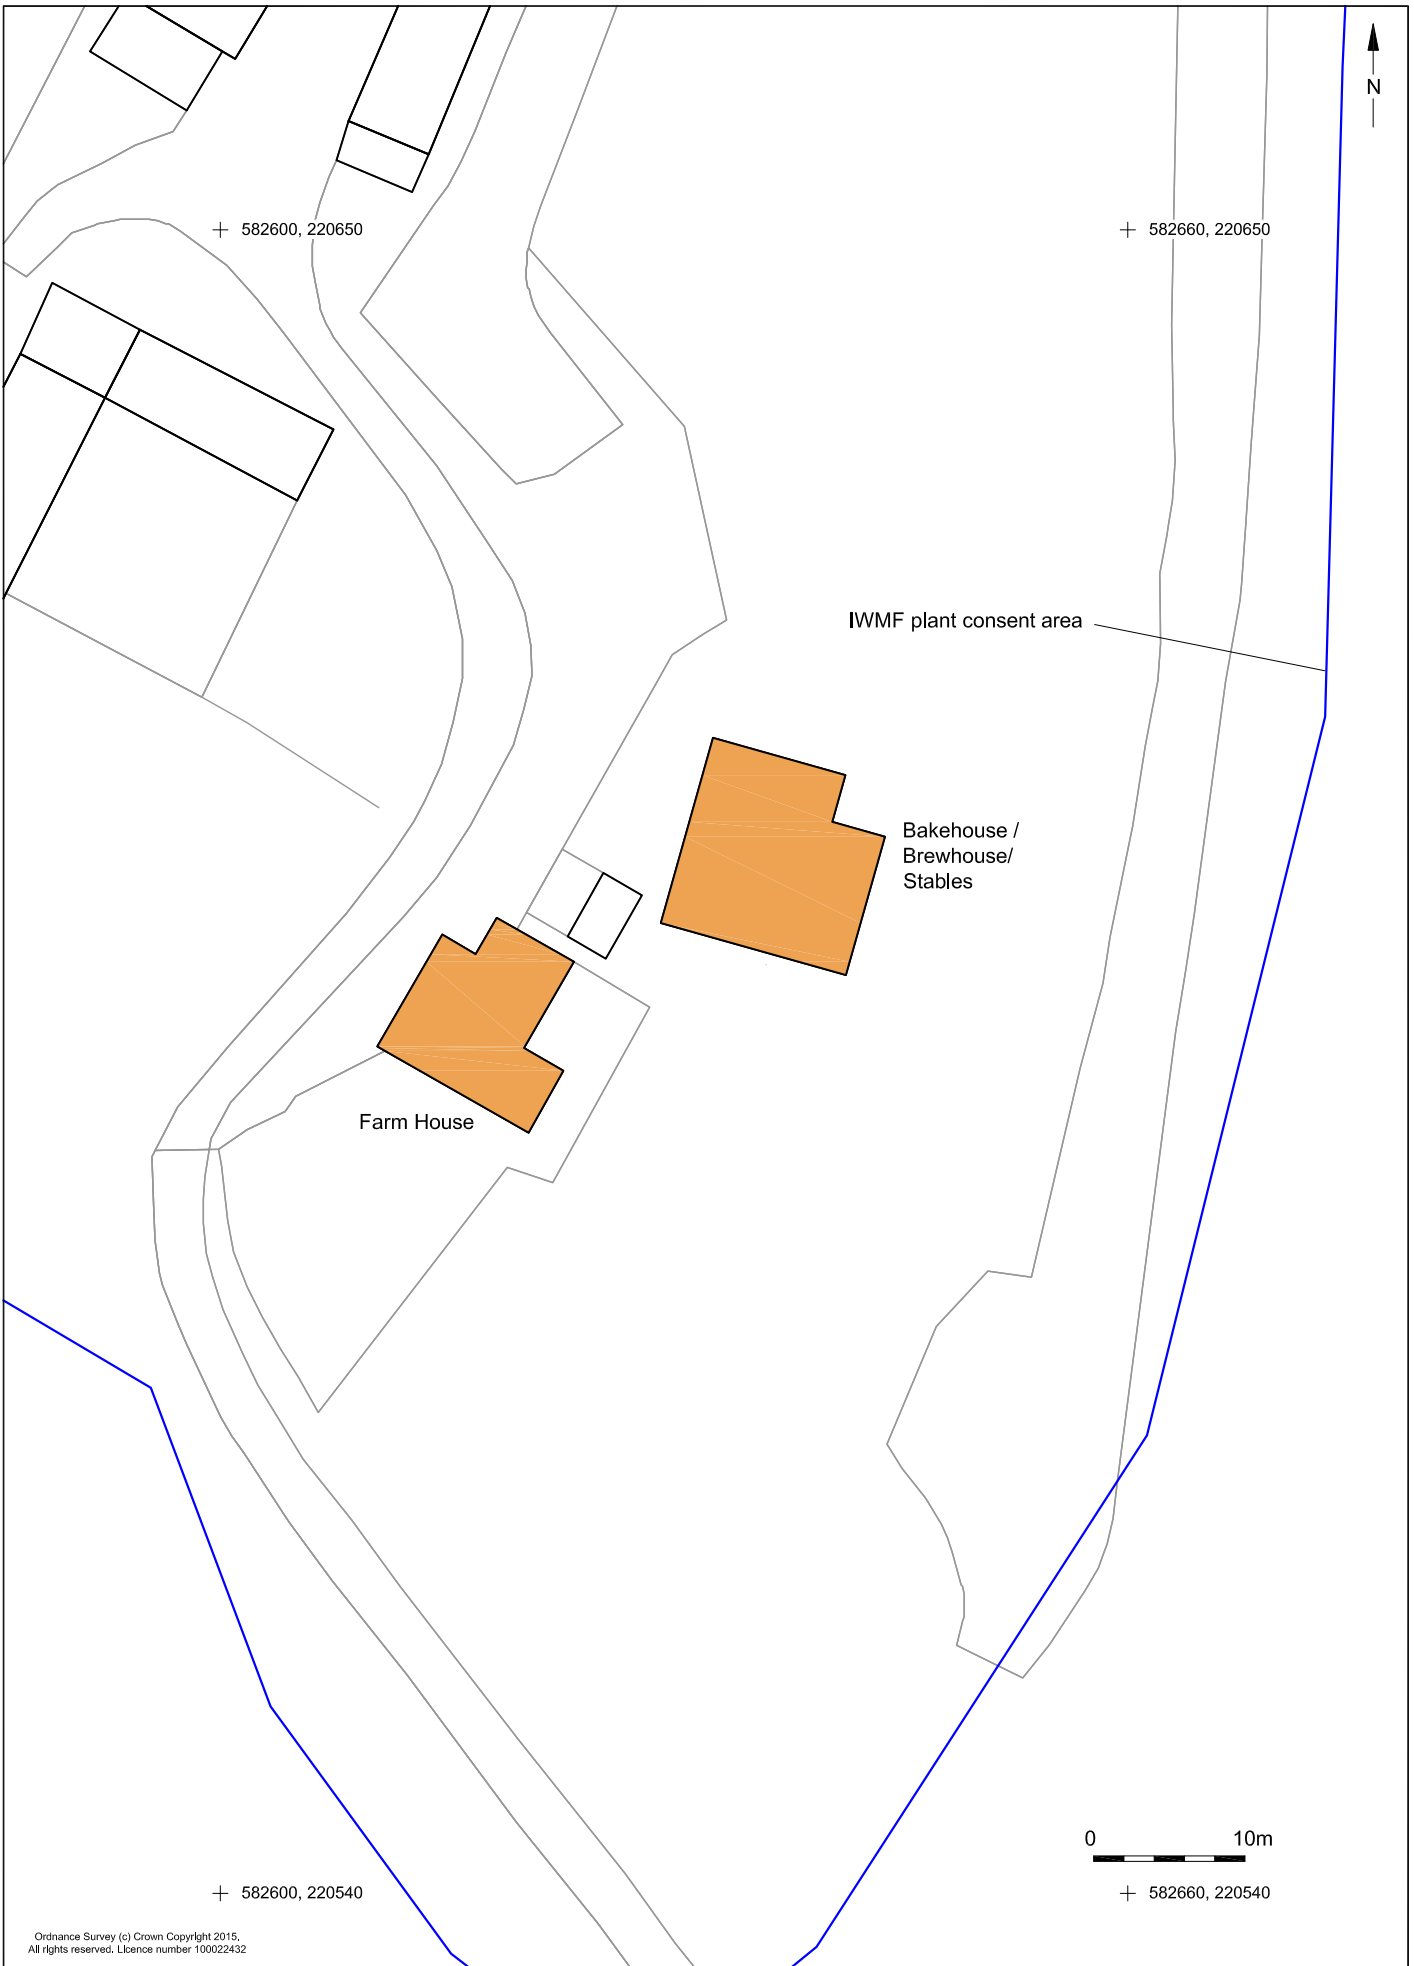 N
582600, 220650
582660, 220650
IWMF plant consent area
Bakehouse /
Brewhouse/
Stables
Farm House
0 10m
582600, 220540
582660, 220540
Ordnance Survey (c) Crown Copyright 2015,
All rights reserved. Licence number 100022432